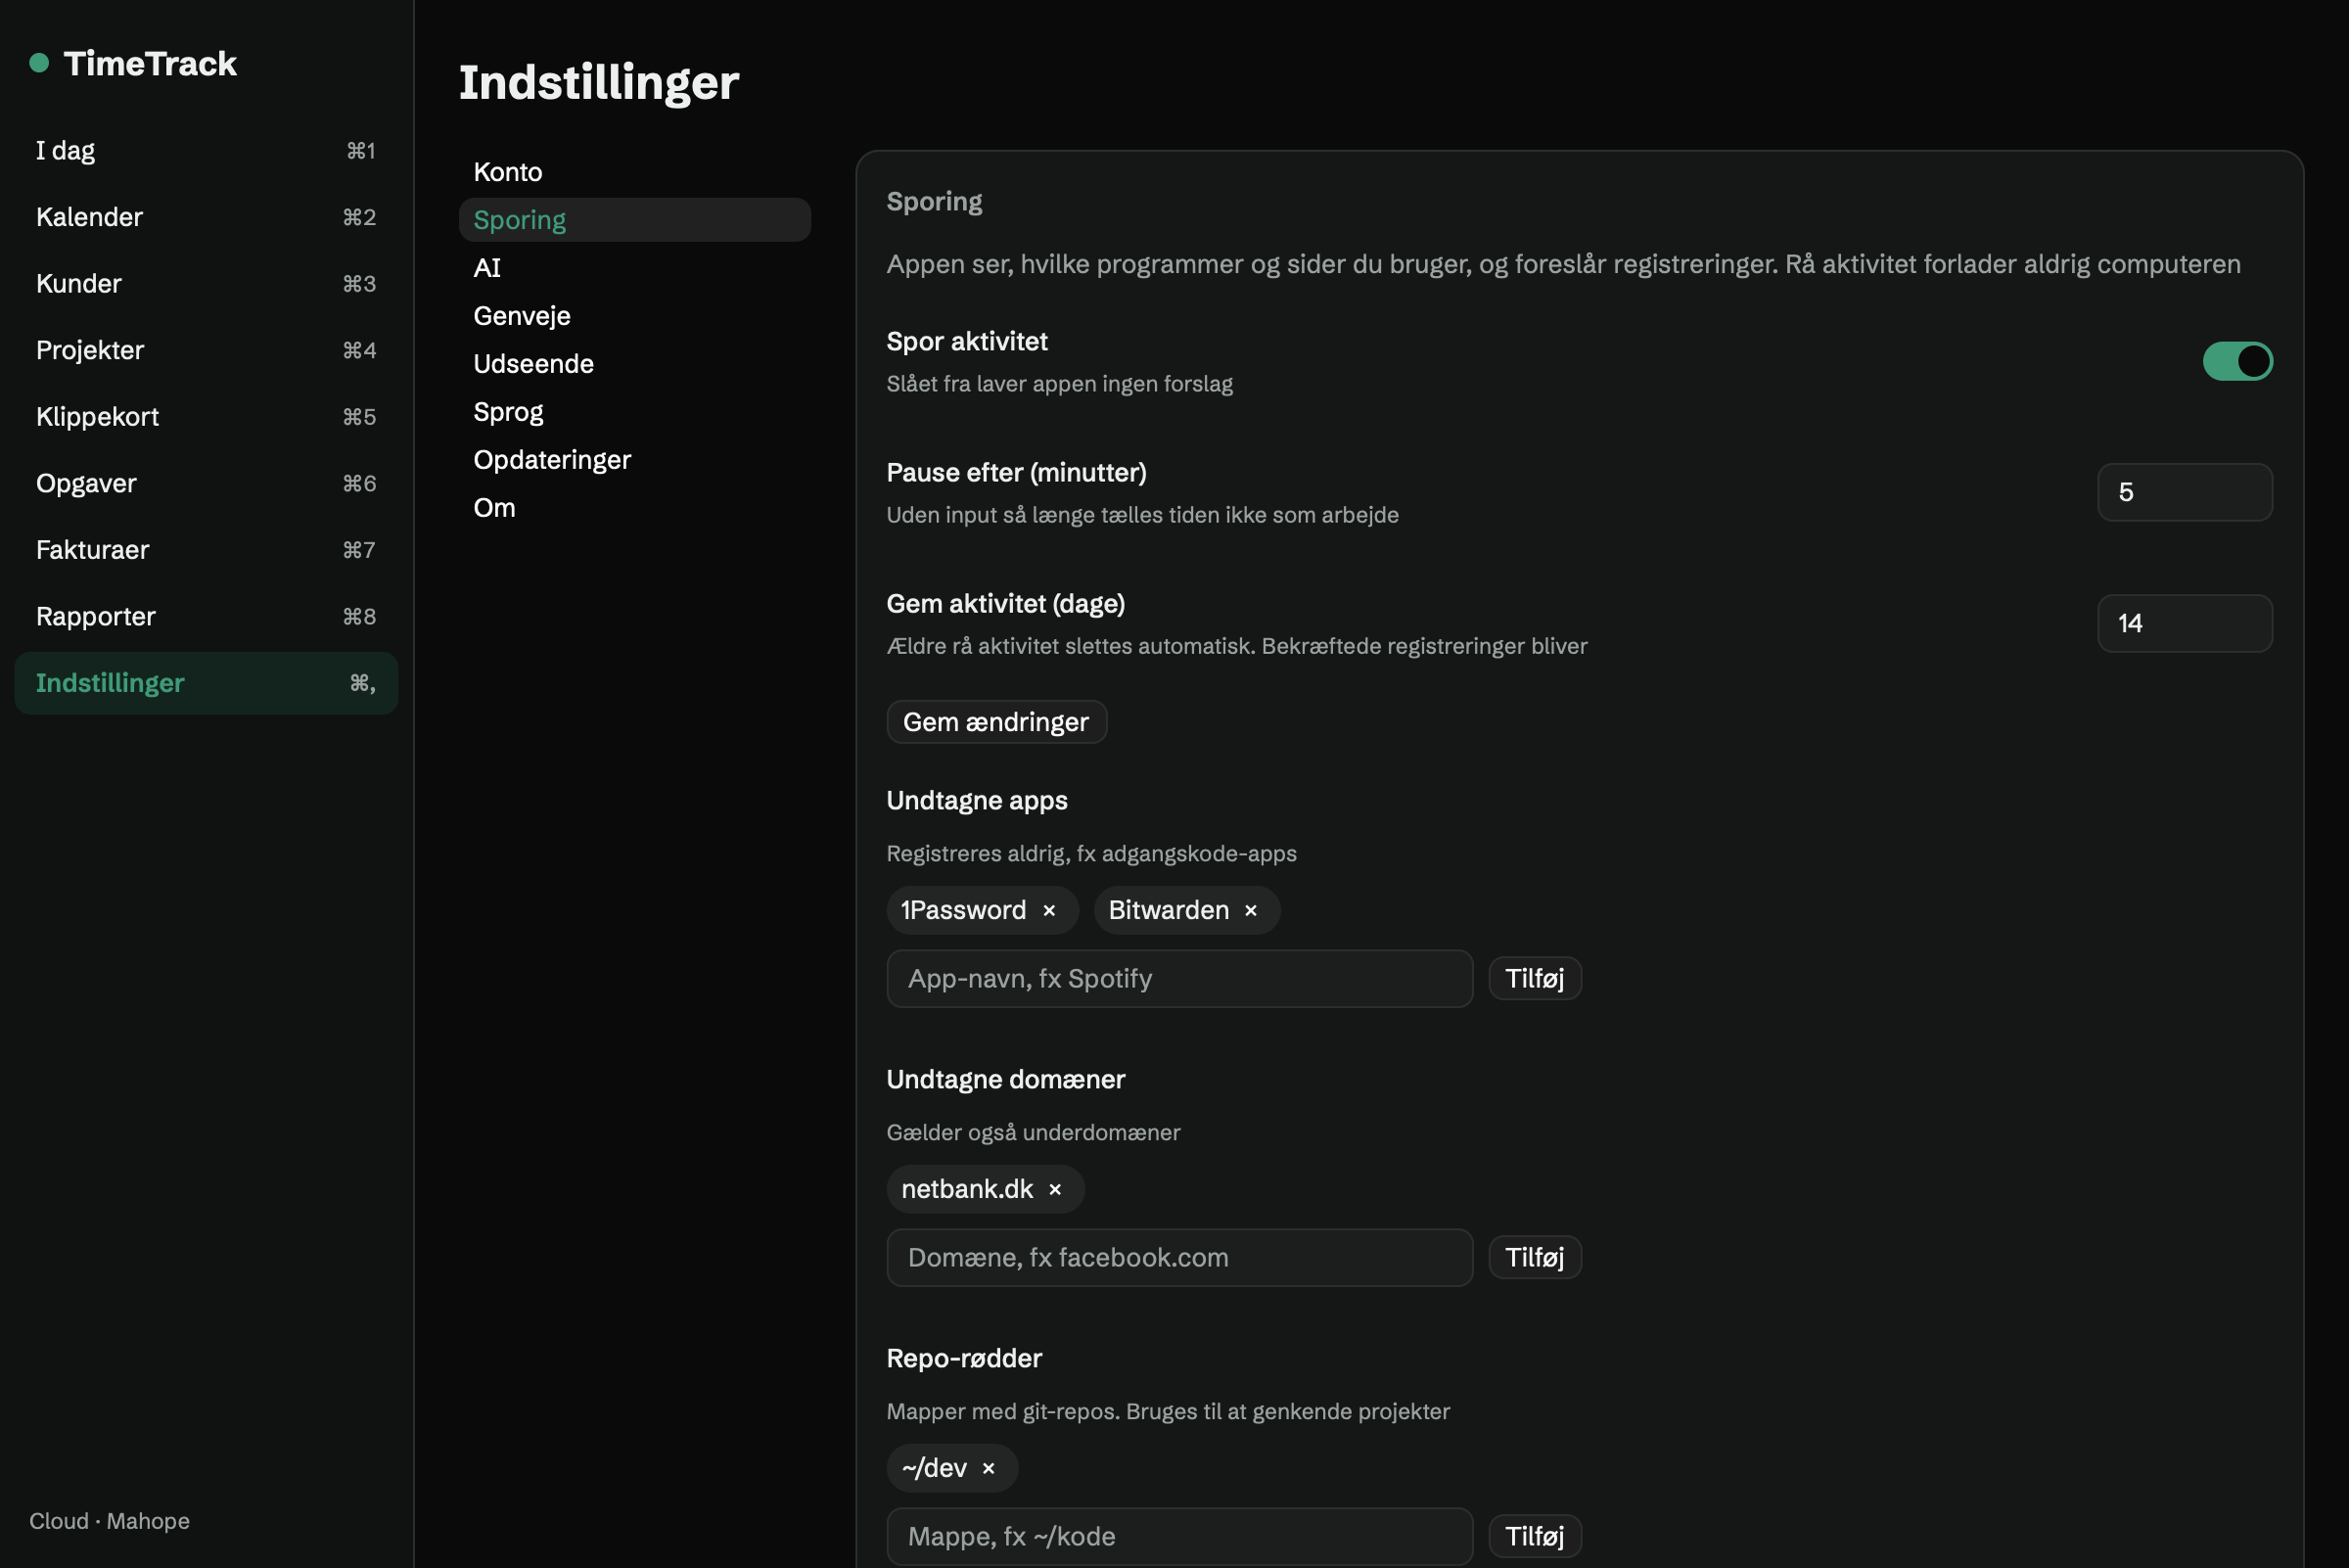 TimeTrack
I dag ⌘1
Kalender ⌘2
Kunder ⌘3
Projekter ⌘4
Klippekort ⌘5
Opgaver ⌘6
Fakturaer ⌘7
Rapporter ⌘8
Indstillinger ⌘,
Cloud · Mahope
Indstillinger
Konto
Sporing
AI
Genveje
Udseende
Sprog
Opdateringer
Om
Sporing
Appen ser, hvilke programmer og sider du bruger, og foreslår registreringer. Rå aktivitet forlader aldrig computeren
Spor aktivitet
Slået fra laver appen ingen forslag
Pause efter (minutter)
Uden input så længe tælles tiden ikke som arbejde
5
Gem aktivitet (dage)
Ældre rå aktivitet slettes automatisk. Bekræftede registreringer bliver
14
Gem ændringer
Undtagne apps
Registreres aldrig, fx adgangskode-apps
1Password × Bitwarden ×
App-navn, fx Spotify Tilføj
Undtagne domæner
Gælder også underdomæner
netbank.dk ×
Domæne, fx facebook.com Tilføj
Repo-rødder
Mapper med git-repos. Bruges til at genkende projekter
~/dev ×
Mappe, fx ~/kode Tilføj